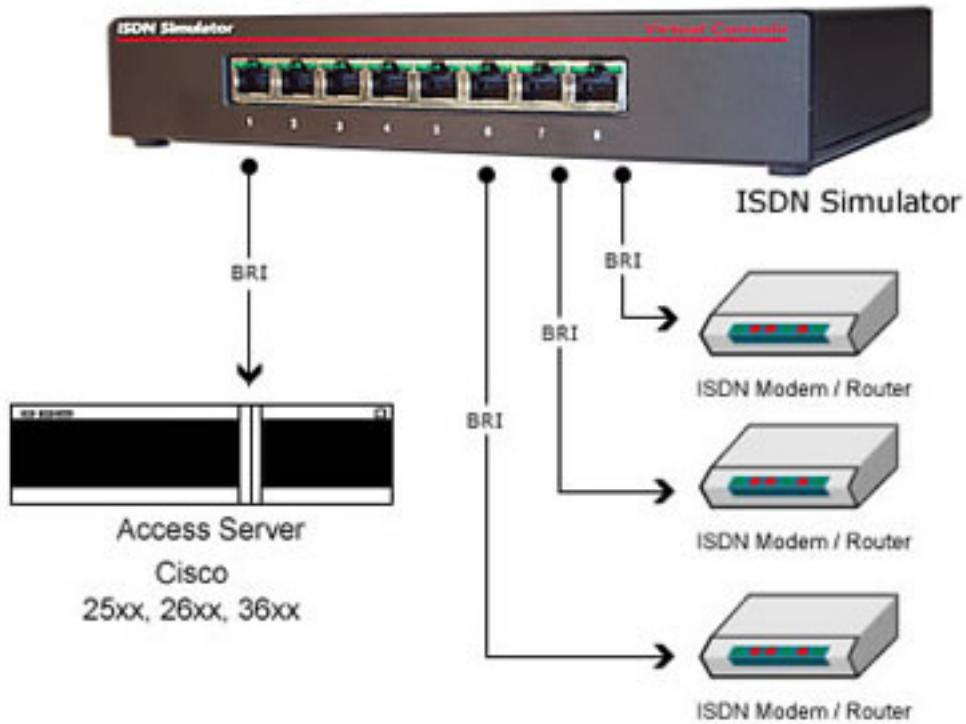 ISDN Simulator
Virtual Console
1 2 3 4 5 6 7 8
ISDN Simulator
BRI
BRI
BRI
BRI
ISDN Modem / Router
ISDN Modem / Router
ISDN Modem / Router
Access Server
Cisco
25xx, 26xx, 36xx